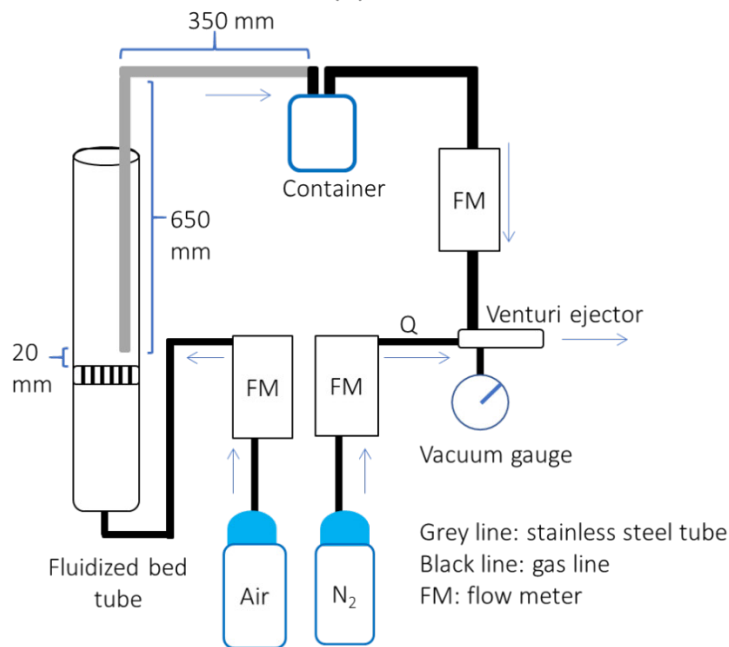 350 mm
Container
FM
650
mm
20
mm
Q
Venturi ejector
FM
FM
Vacuum gauge
Fluidized bed
tube
Air
N₂
Grey line: stainless steel tube
Black line: gas line
FM: flow meter